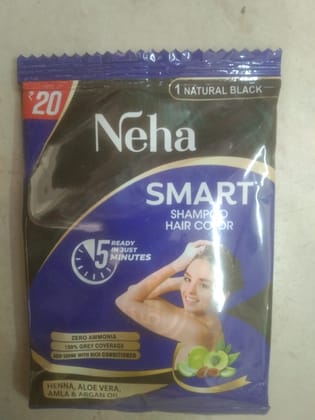 ₹20
1 NATURAL BLACK
Neha
SMART
SHAMPOO
HAIR COLOR
5 READY
IN JUST
MINUTES
ZERO AMMONIA
100% GREY COVERAGE
ADD SHINE WITH RICH CONDITIONER
HENNA, ALOE VERA,
AMLA & ARGAN OIL